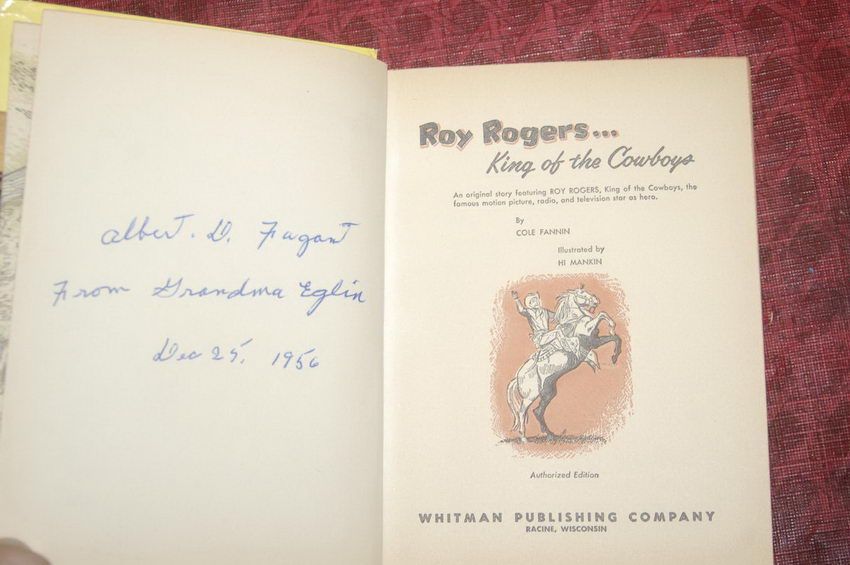 Albert. D. Fugant
From Grandma Eglin
Dec 25, 1956
Roy Rogers...
King of the Cowboys
An original story featuring ROY ROGERS, King of the Cowboys, the
famous motion picture, radio, and television star as hero.
By
COLE FANNIN
Illustrated by
HI MANKIN
Authorized Edition
WHITMAN PUBLISHING COMPANY
RACINE, WISCONSIN